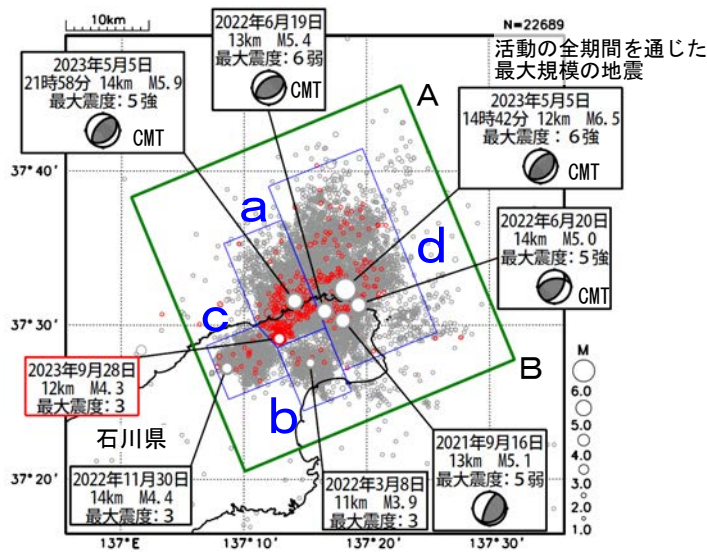 10km
N=22689
2022年6月19日
13km M5.4
最大震度：6弱
CMT
活動の全期間を通じた
最大規模の地震
2023年5月5日
21時58分 14km M5.9
最大震度：5強
CMT
2023年5月5日
14時42分 12km M6.5
最大震度：6強
CMT
2022年6月20日
14km M5.0
最大震度：5強
CMT
A
a
d
c
B
b
37°40′
37°30′
37°20′
2023年9月28日
12km M4.3
最大震度：3
石川県
2022年11月30日
14km M4.4
最大震度：3
2022年3月8日
11km M3.9
最大震度：3
2021年9月16日
13km M5.1
最大震度：5弱
M
6.0
5.0
4.0
3.0
2.0
1.0
137°E
137°10′
137°20′
137°30′